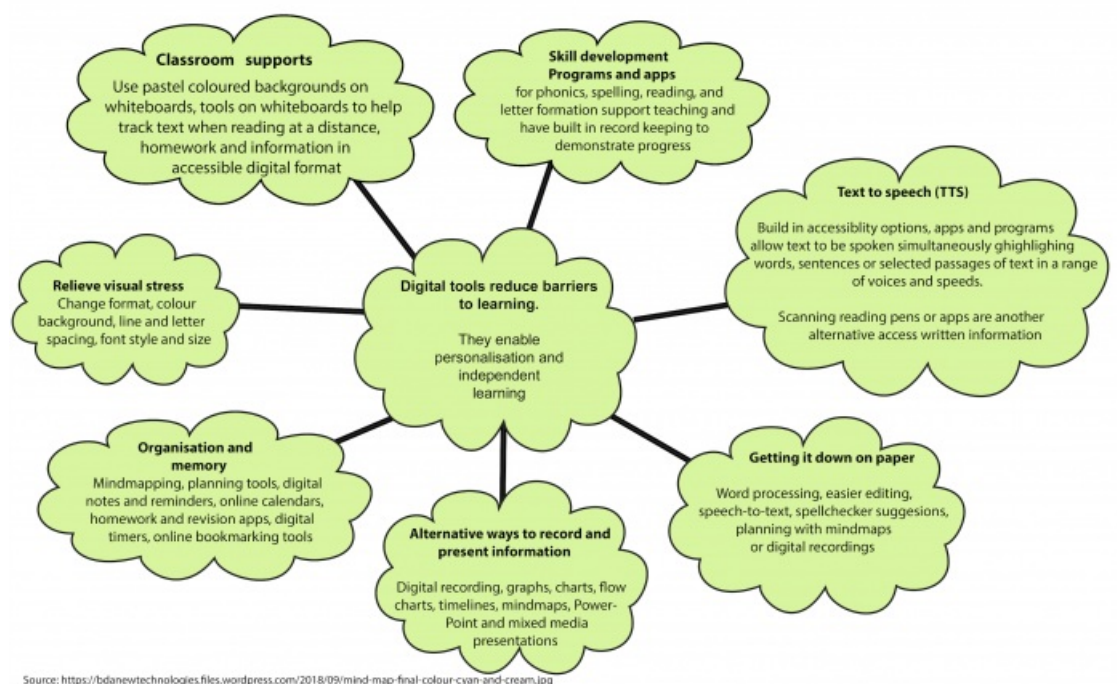 Classroom supports
Use pastel coloured backgrounds on
whiteboards, tools on whiteboards to help
track text when reading at a distance,
homework and information in
accessible digital format
Skill development
Programs and apps
for phonics, spelling, reading, and
letter formation support teaching and
have built in record keeping to
demonstrate progress
Text to speech (TTS)
Build in accessiblity options, apps and programs
allow text to be spoken simultaneously ghighlighing
words, sentences or selected passages of text in a range
of voices and speeds.
Scanning reading pens or apps are another
alternative access written information
Relieve visual stress
Change format, colour
background, line and letter
spacing, font style and size
Digital tools reduce barriers
to learning.
They enable
personalisation and
independent
learning
Organisation and
memory
Mindmapping, planning tools, digital
notes and reminders, online calendars,
homework and revision apps, digital
timers, online bookmarking tools
Getting it down on paper
Word processing, easier editing,
speech-to-text, spellchecker suggesions,
planning with mindmaps
or digital recordings
Alternative ways to record and
present information
Digital recording, graphs, charts, flow
charts, timelines, mindmaps, Power-
Point and mixed media
presentations
Source: https://bdanewtechnologies.files.wordpress.com/2018/09/mind-map-final-colour-cyan-and-cream.jpg